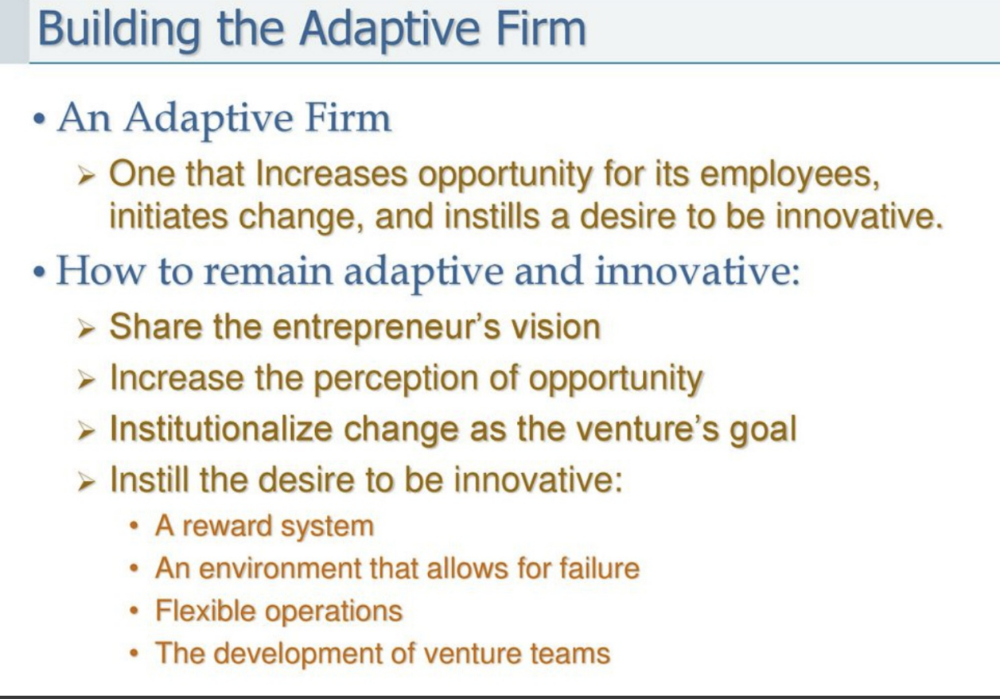 Building the Adaptive Firm
• An Adaptive Firm
➢ One that Increases opportunity for its employees,
initiates change, and instills a desire to be innovative.
• How to remain adaptive and innovative:
➢ Share the entrepreneur’s vision
➢ Increase the perception of opportunity
➢ Institutionalize change as the venture’s goal
➢ Instill the desire to be innovative:
• A reward system
• An environment that allows for failure
• Flexible operations
• The development of venture teams